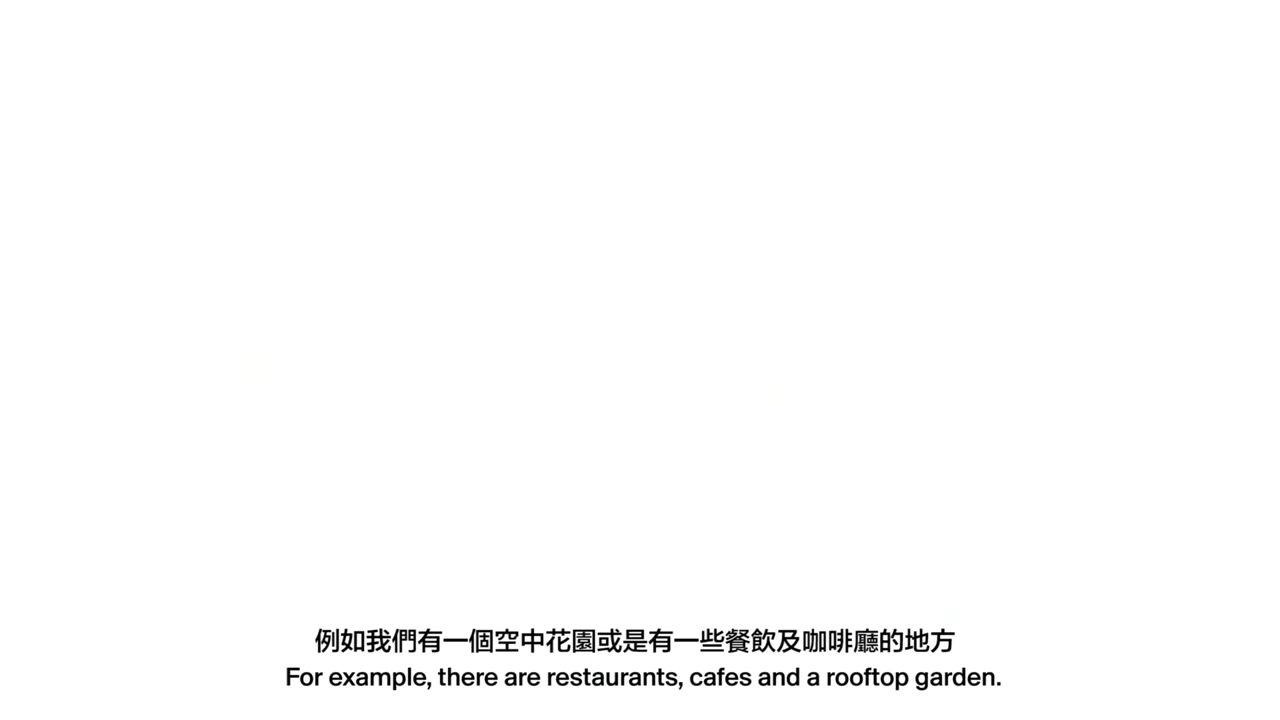 例如我們有一個空中花園或是有一些餐飲及咖啡廳的地方
For example, there are restaurants, cafes and a rooftop garden.